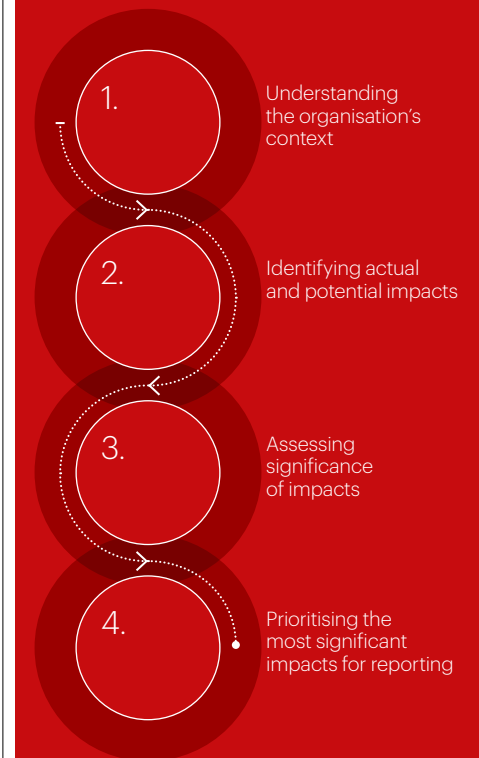 1.
Understanding
the organisation's
context
2.
Identifying actual
and potential impacts
3.
Assessing
significance
of impacts
4.
Prioritising the
most significant
impacts for reporting